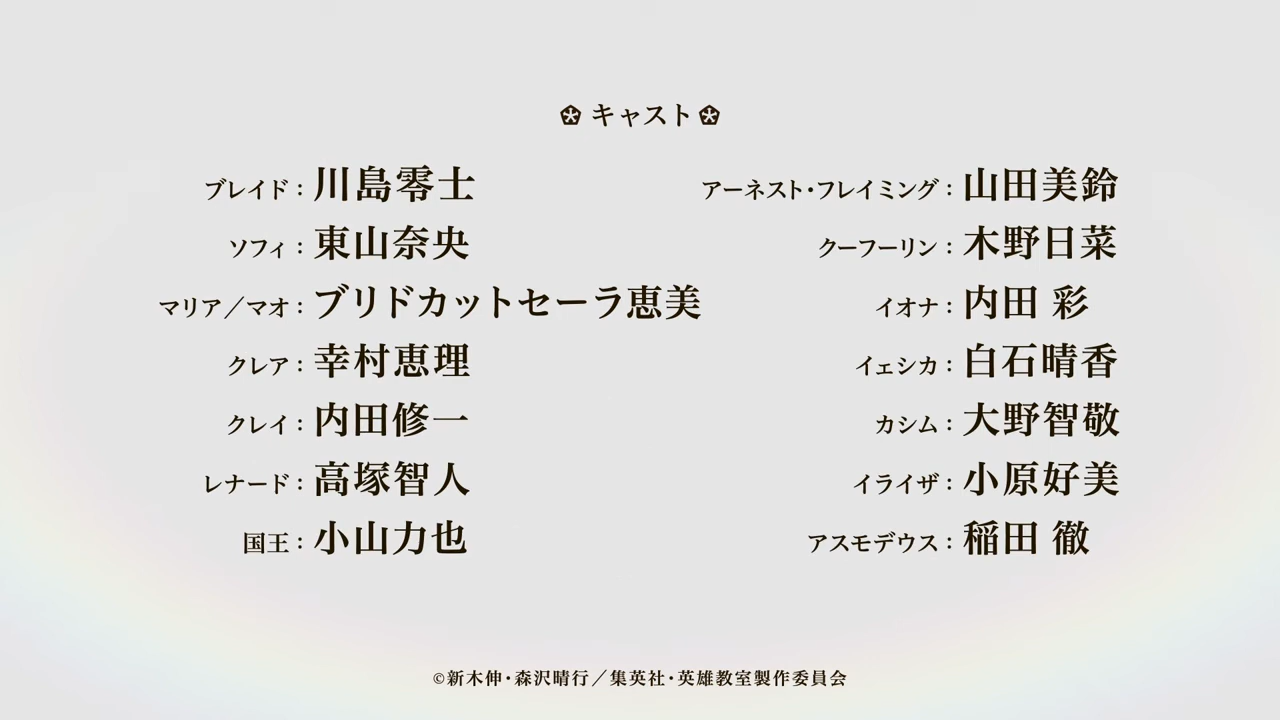 キャスト
ブレイド：川島零士
ソフィ：東山奈央
マリア／マオ：ブリドカットセーラ恵美
クレア：幸村恵理
クレイ：内田修一
レナード：高塚智人
国王：小山力也
アーネスト・フレイミング：山田美鈴
クーフーリン：木野日菜
イオナ：内田 彩
イェシカ：白石晴香
カシム：大野智敬
イライザ：小原好美
アスモデウス：稲田 徹
©新木伸・森沢晴行／集英社・英雄教室製作委員会